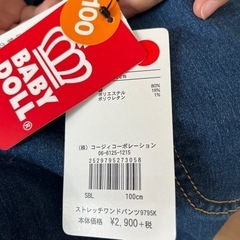 100
BABY
DOLL
®
80%
ポリエステル 18%
ポリウレタン 1%
(株) コージィコーポレーション
06-6125-1215
2529795273058
SBL 100cm
ストレッチワンドパンツ9795K
本体価格 ¥2,900+税